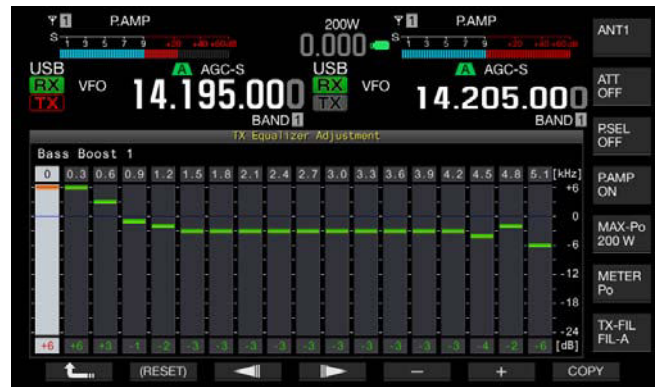 1 P.AMP 200W 1 P.AMP
S 1 3 5 7 9 +20 +40 +60dB 0.000 S 1 3 5 7 9 +20 +40 +60dB
USB A AGC-S USB A AGC-S
RX VFO 14.195.000 RX VFO 14.205.000
TX TX
BAND 1 BAND 1
TX Equalizer Adjustment
Bass Boost 1
0 0.3 0.6 0.9 1.2 1.5 1.8 2.1 2.4 2.7 3.0 3.3 3.6 3.9 4.2 4.5 4.8 5.1 [kHz]
+6
0
-6
-12
-18
-24
+6 +6 +3 -1 -2 -3 -3 -3 -3 -3 -3 -3 -3 -3 -3 -4 -2 -6 [dB]
ANT1
ATT
OFF
P.SEL
OFF
P.AMP
ON
MAX-Po
200 W
METER
Po
TX-FIL
FIL-A
(RESET) − + COPY